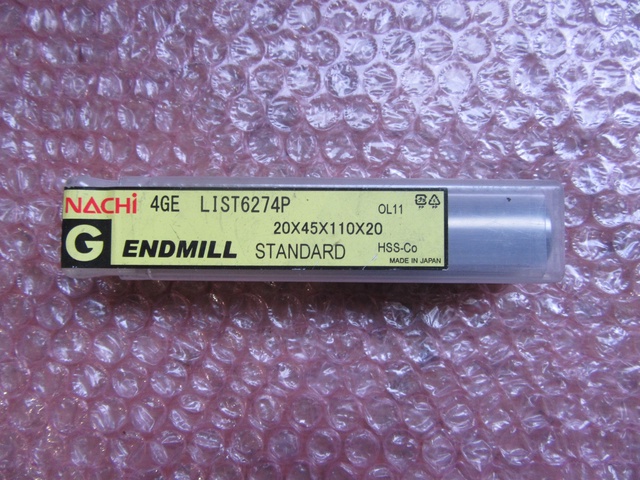 NACHi 4GE LIST6274P OL11
20X45X110X20
G ENDMILL STANDARD HSS-Co
MADE IN JAPAN